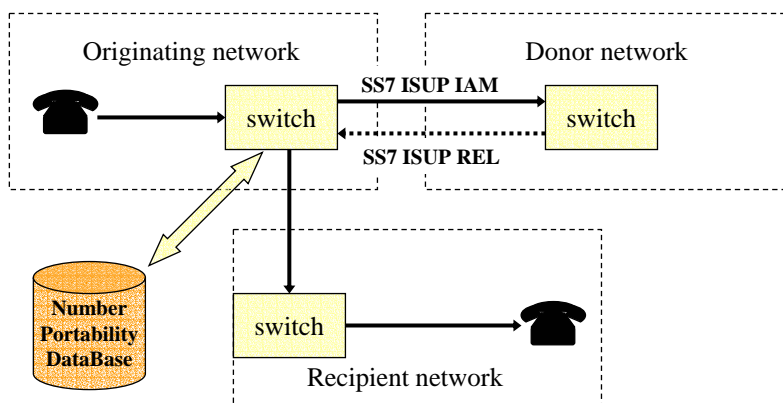 Originating network
Donor network
SS7 ISUP IAM
switch
switch
SS7 ISUP REL
Number
Portability
DataBase
switch
Recipient network